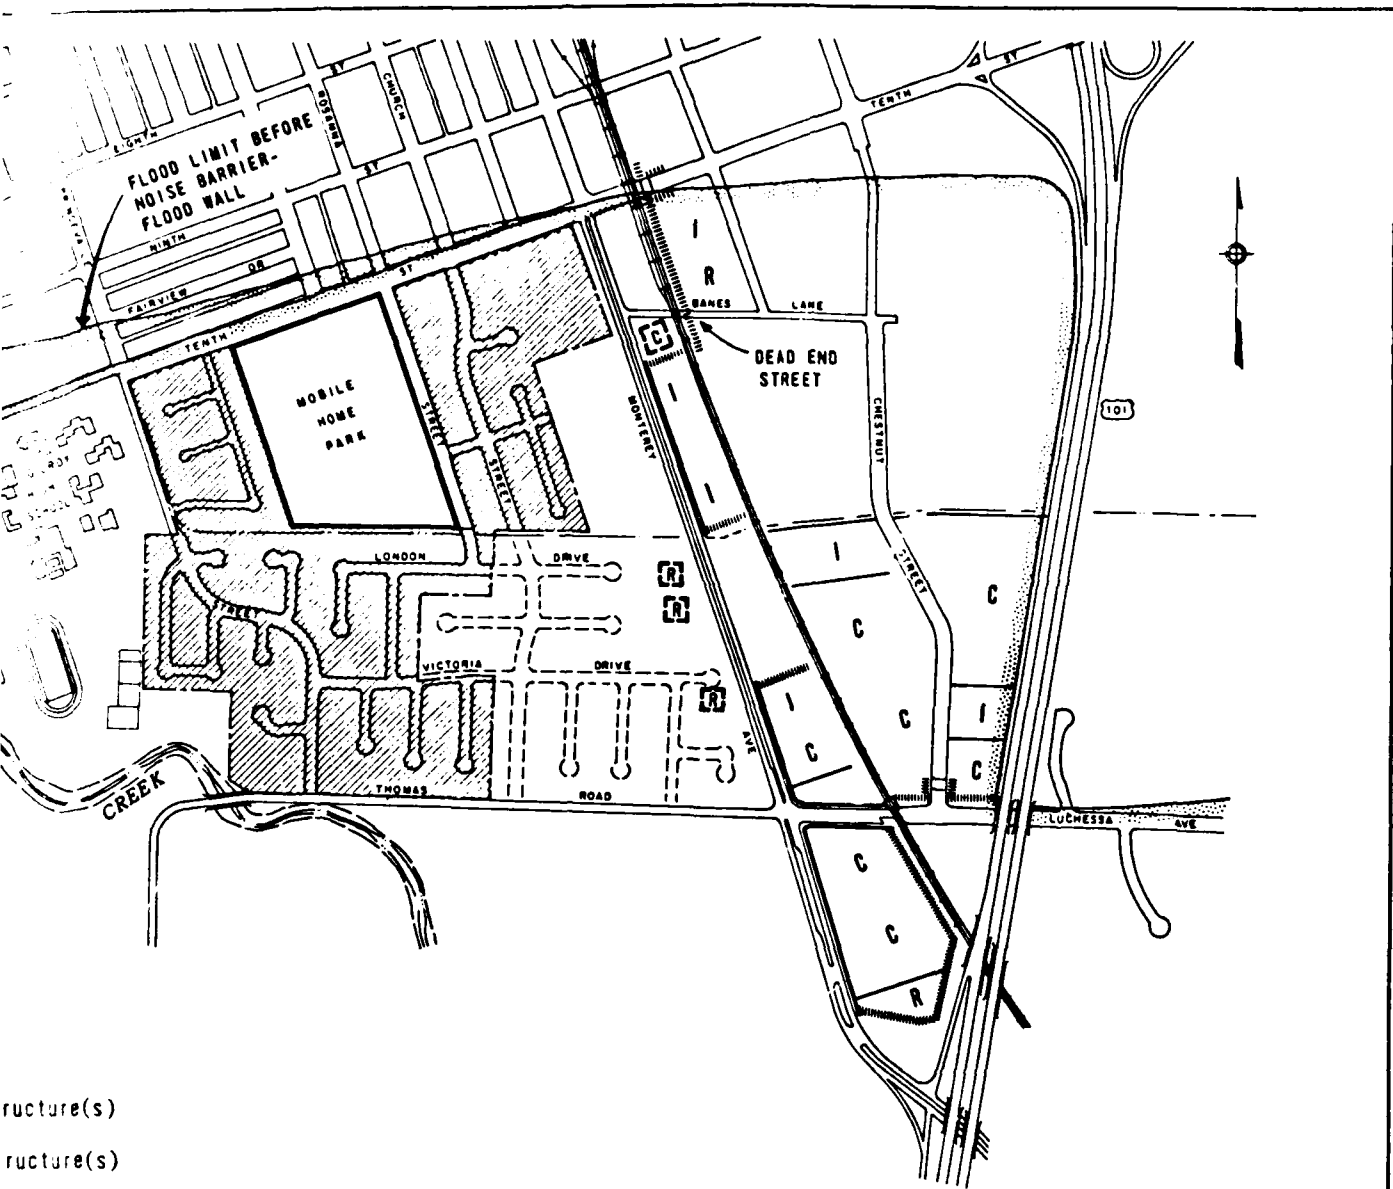 ST
CHURCH
ROSANNA
ST
TENTH
ST
EIGHTH
FLOOD LIMIT BEFORE
NOISE BARRIER-
FLOOD WALL
NINTH
DR
FAIRVIEW
ST
TENTH
I
R
BANES
LANE
C
DEAD END
STREET
MOBILE
HOME
PARK
STREET
STREET
MONTEREY
I
I
CHESTNUT
STREET
101
LONDON
DRIVE
R
R
STREET
VICTORIA
DRIVE
R
I
C
C
I
C
C
I
C
AVE
THOMAS
ROAD
CREEK
LUCHESSA
AVE
C
C
R
ructure(s)
ructure(s)